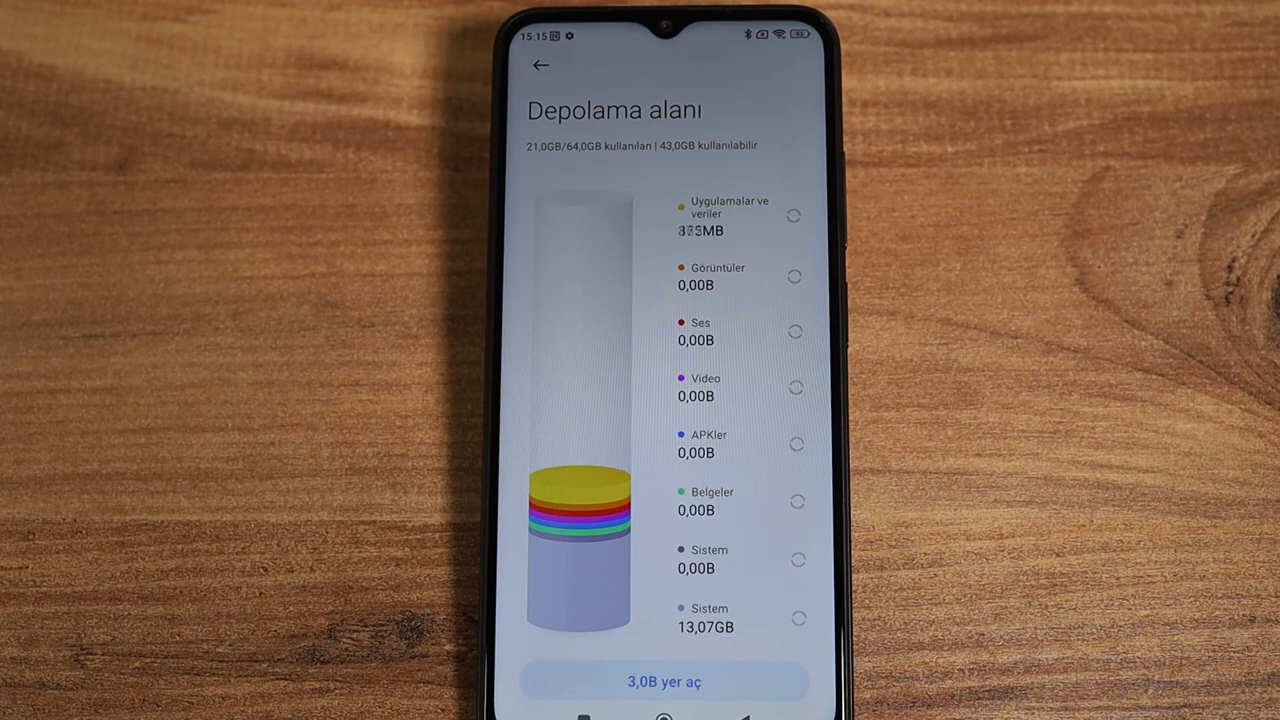 15:15
93
Depolama alanı
21,0GB/64,0GB kullanılan | 43,0GB kullanılabilir
Uygulamalar ve
veriler
Görüntüler
0,00B
Ses
0,00B
Video
0,00B
APKler
0,00B
Belgeler
0,00B
Sistem
0,00B
Sistem
13,07GB
3,0B yer aç